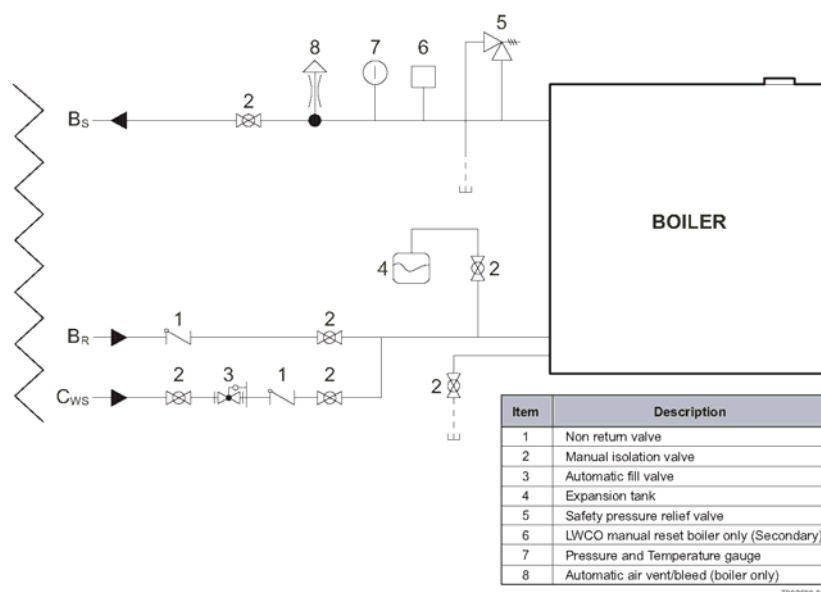 5
8
7
6
2
BS
BOILER
4
2
BR
1
2
CWS
2
3
1
2
2
Item Description
1 Non return valve
2 Manual isolation valve
3 Automatic fill valve
4 Expansion tank
5 Safety pressure relief valve
6 LWCO manual reset boiler only (Secondary)
7 Pressure and Temperature gauge
8 Automatic air vent/bleed (boiler only)